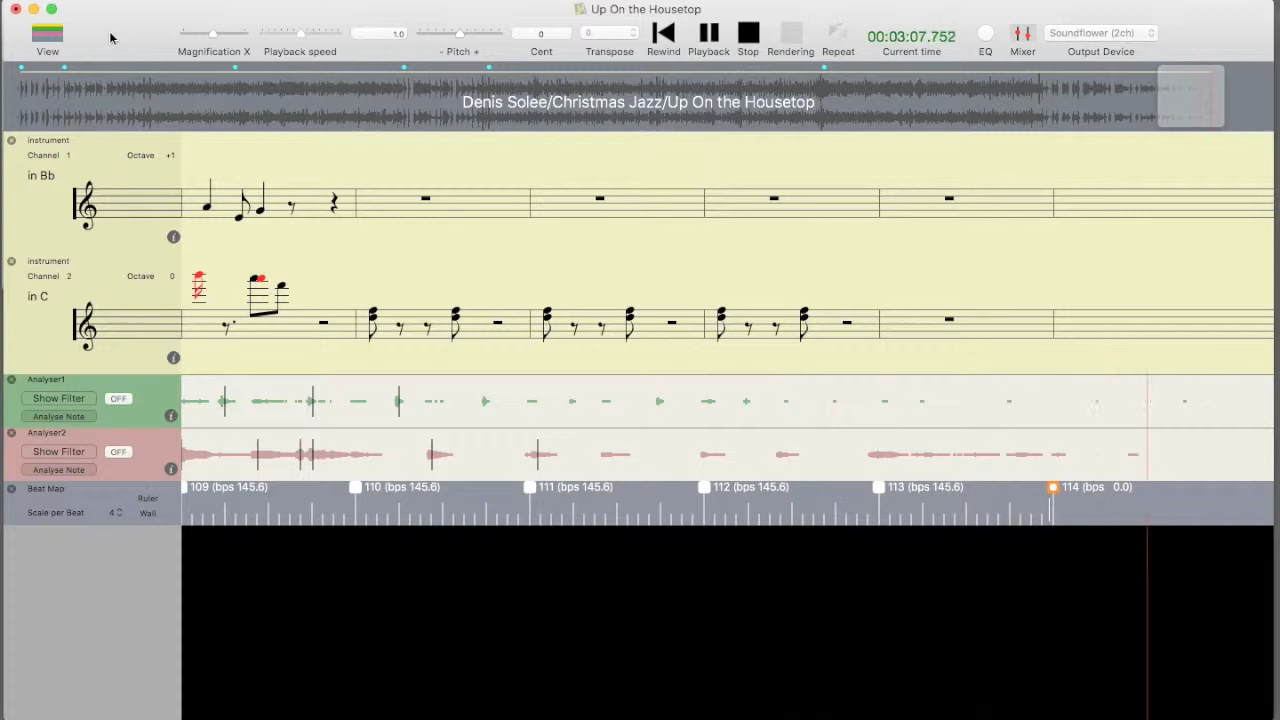 Up On the Housetop
1.0
0
0
00:03:07.752
Soundflower (2ch)
View
Magnification X
Playback speed
- Pitch +
Cent
Transpose
Rewind
Playback
Stop
Rendering
Repeat
Current time
EQ
Mixer
Output Device
Denis Solee/Christmas Jazz/Up On the Housetop
instrument
Channel 1
Octave +1
in Bb
instrument
Channel 2
Octave 0
in C
Analyser1
Show Filter
OFF
Analyse Note
Analyser2
Show Filter
OFF
Analyse Note
Beat Map
Ruler
Scale per Beat 4
Wall
109 (bps 145.6)
110 (bps 145.6)
111 (bps 145.6)
112 (bps 145.6)
113 (bps 145.6)
114 (bps 0.0)